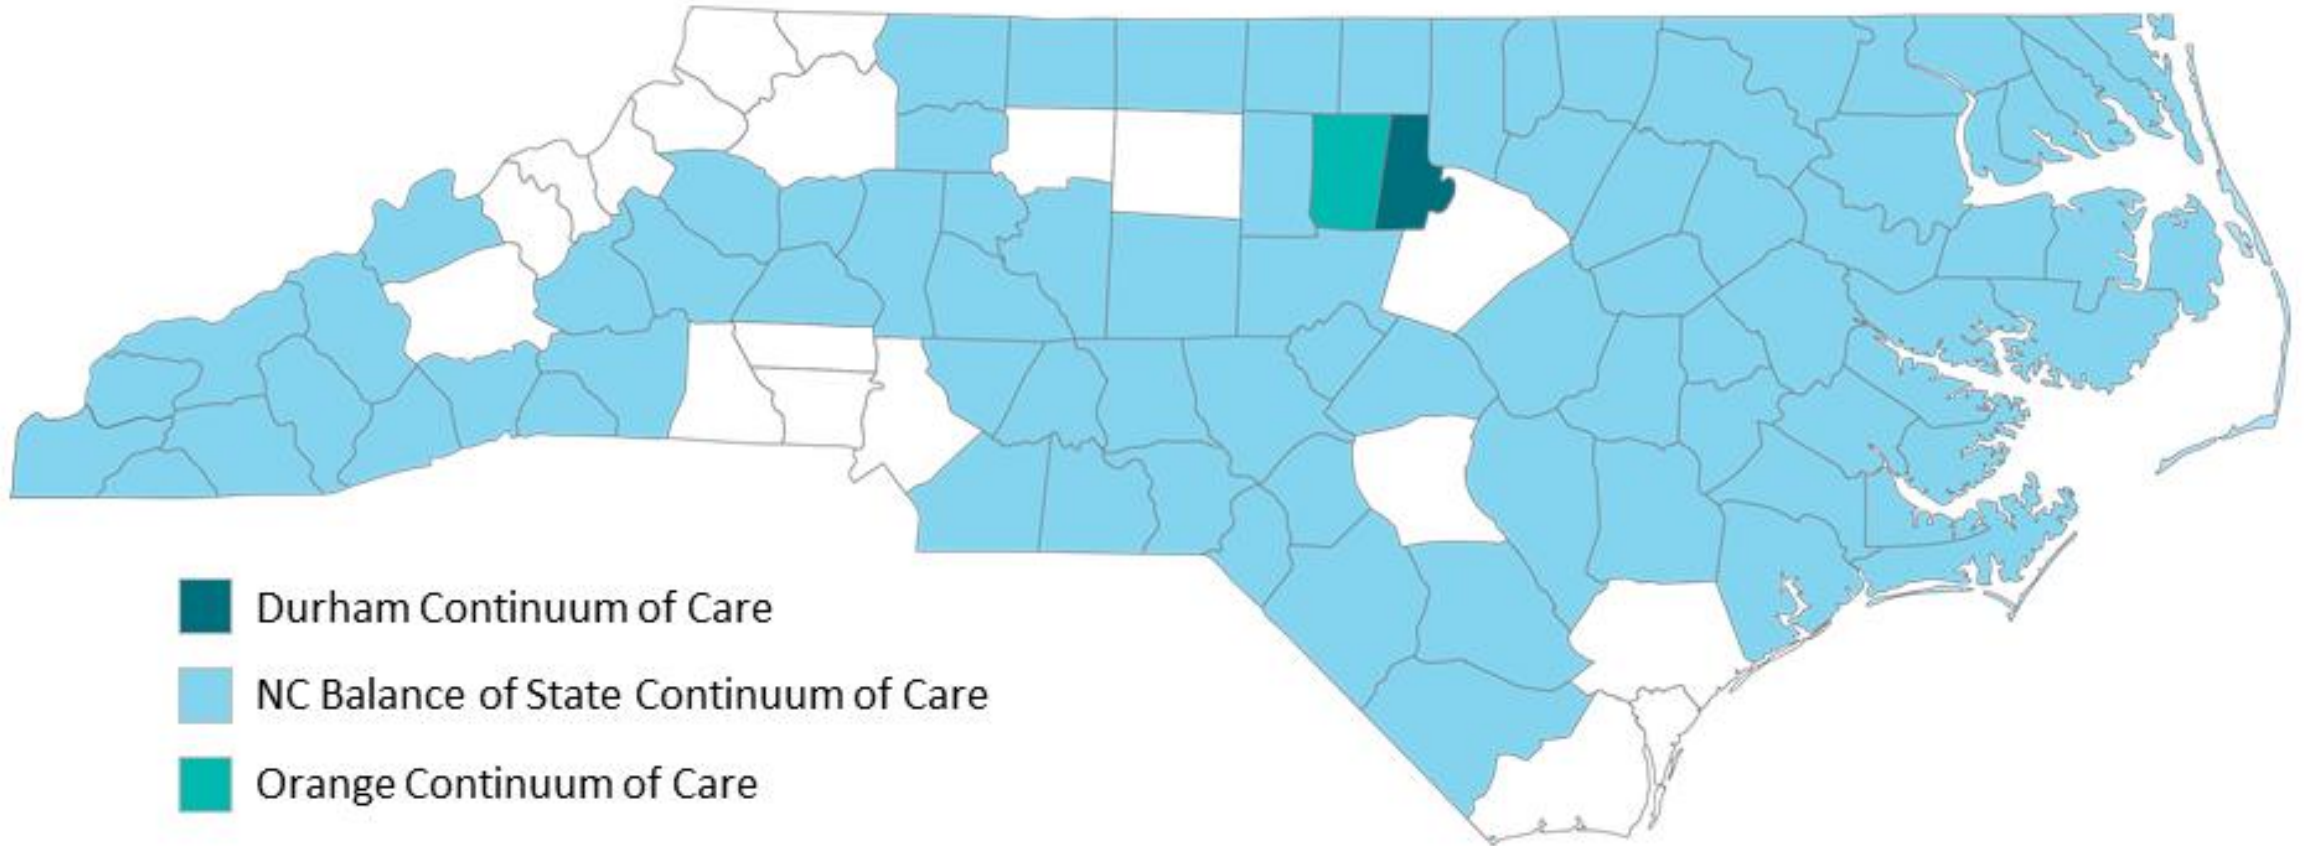 Durham Continuum of Care
NC Balance of State Continuum of Care
Orange Continuum of Care